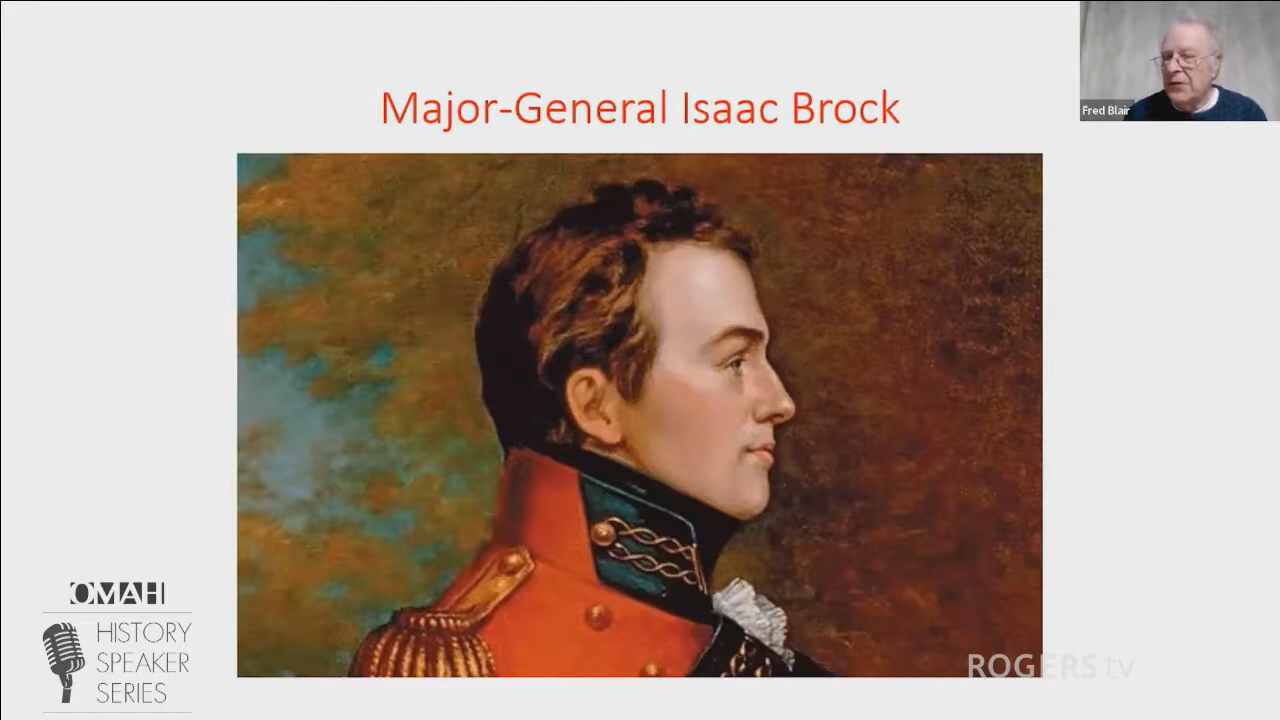 Major-General Isaac Brock
Fred Blair
OMAH
HISTORY
SPEAKER
SERIES
ROGERS tv